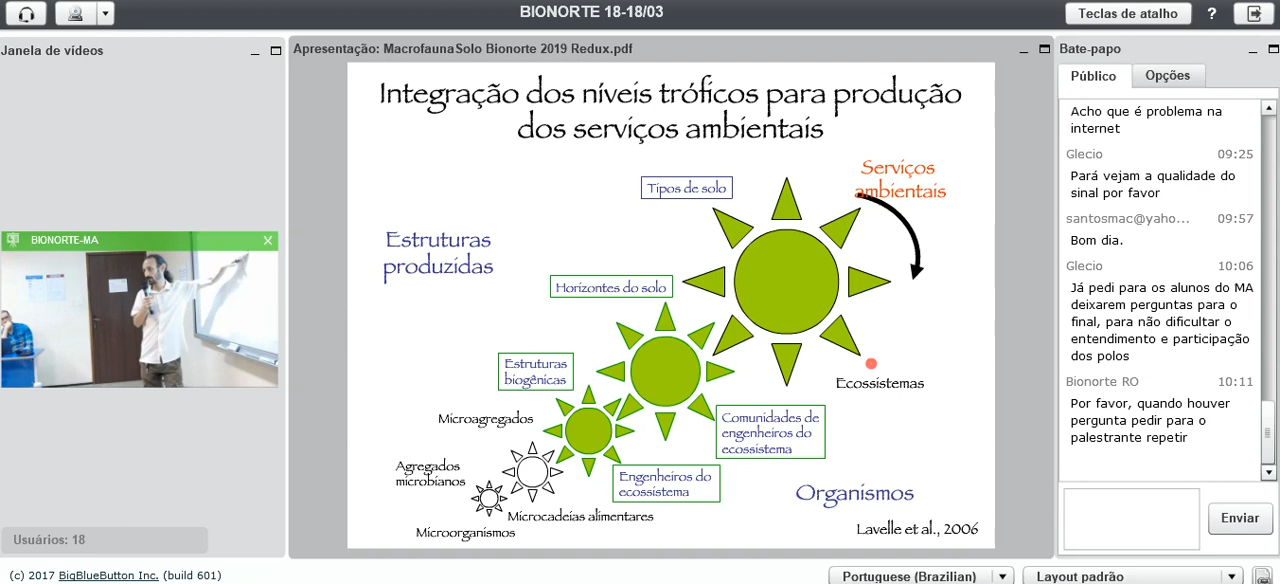 BIONORTE 18-18/03
Teclas de atalho
?
Janela de vídeos
Apresentação: MacrofaunaSolo Bionorte 2019 Redux.pdf
Bate-papo
BIONORTE-MA
Usuários: 18
Integração dos níveis tróficos para produção
dos serviços ambientais
Serviços
ambientais
Tipos de solo
Estruturas
produzidas
Horizontes do solo
Estruturas
biogênicas
Ecossistemas
Microagregados
Comunidades de
engenheiros do
ecossistema
Agregados
microbianos
Engenheiros do
ecossistema
Organismos
Microcadeias alimentares
Microorganismos
Lavelle et al., 2006
Público
Opções
Acho que é problema na
internet
Glecio 09:25
Pará vejam a qualidade do
sinal por favor
santosmac@yaho... 09:57
Bom dia.
Glecio 10:06
Já pedi para os alunos do MA
deixarem perguntas para o
final, para não dificultar o
entendimento e participação
dos polos
Bionorte RO 10:11
Por favor, quando houver
pergunta pedir para o
palestrante repetir
Enviar
(c) 2017 BigBlueButton Inc. (build 601)
Portuguese (Brazilian)
Layout padrão